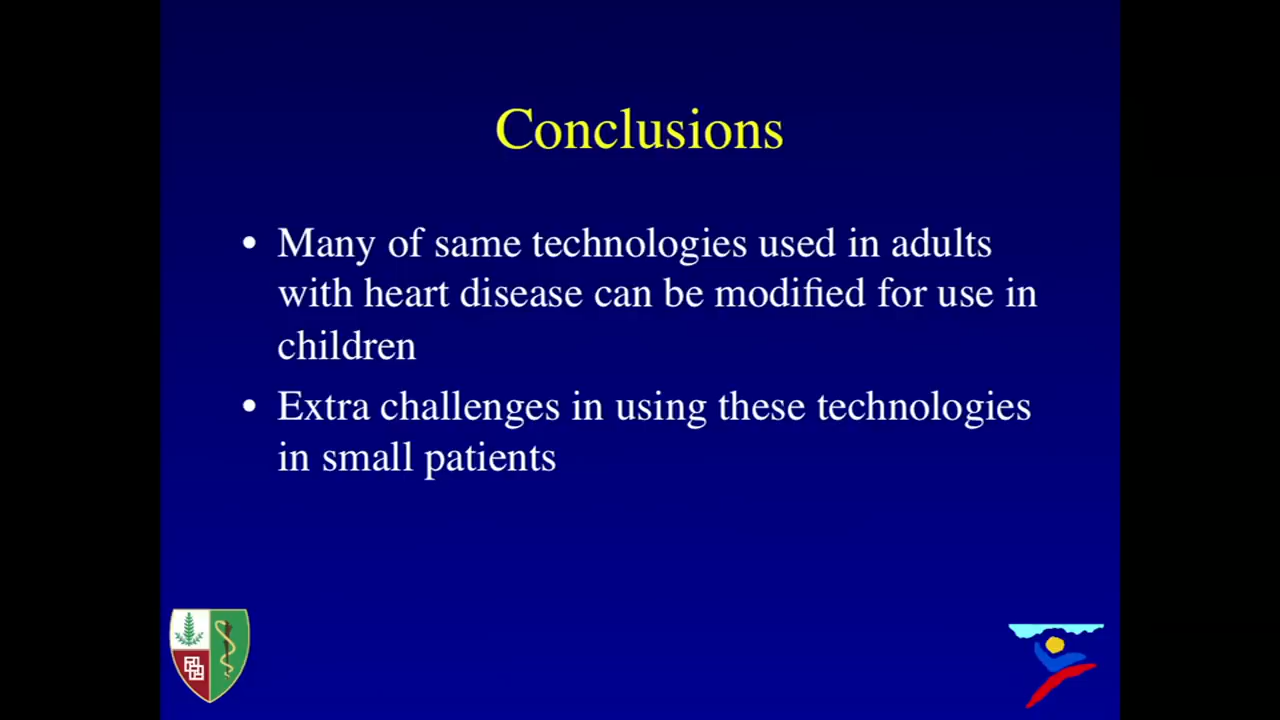 Conclusions
• Many of same technologies used in adults
with heart disease can be modified for use in
children
• Extra challenges in using these technologies
in small patients